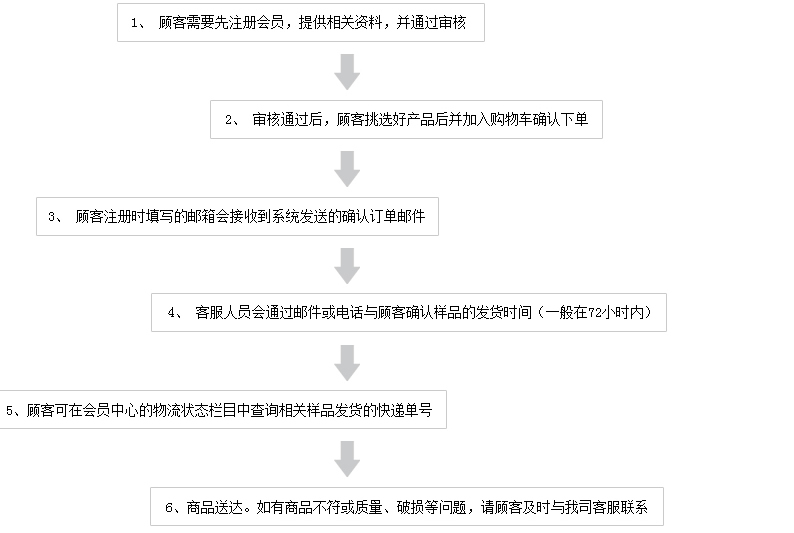 1、 顾客需要先注册会员，提供相关资料，并通过审核
2、 审核通过后，顾客挑选好产品后并加入购物车确认下单
3、 顾客注册时填写的邮箱会接收到系统发送的确认订单邮件
4、 客服人员会通过邮件或电话与顾客确认样品的发货时间（一般在72小时内）
5、顾客可在会员中心的物流状态栏目中查询相关样品发货的快递单号
6、商品送达。如有商品不符或质量、破损等问题，请顾客及时与我司客服联系